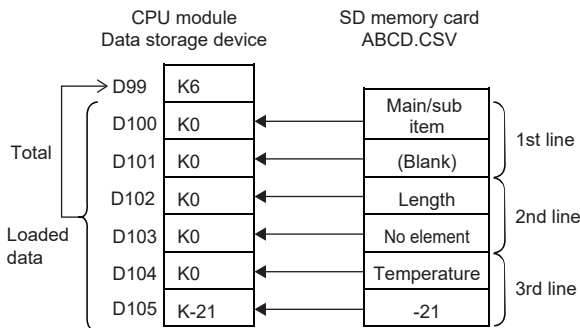 CPU module
Data storage device
SD memory card
ABCD.CSV
D99 K6
D100 K0 Main/sub item
D101 K0 (Blank)
1st line
D102 K0 Length
D103 K0 No element
2nd line
D104 K0 Temperature
D105 K-21 -21
3rd line
Total
Loaded
data